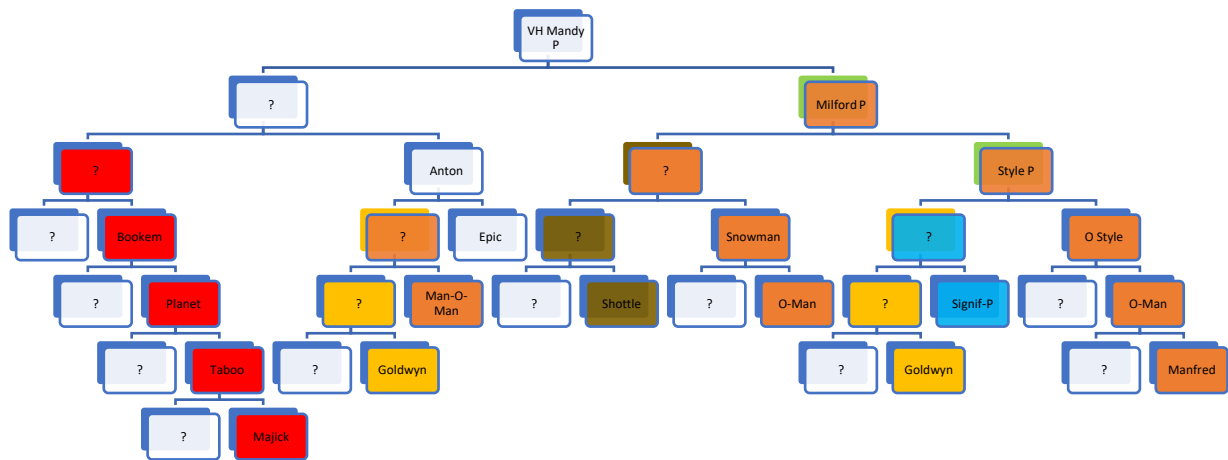 VH Mandy
P
?
Milford P
?
Anton
?
Style P
?
Bookem
?
Epic
?
Snowman
?
O Style
?
Planet
?
Man-O-
Man
?
Shottle
?
O-Man
?
Signif-P
?
O-Man
?
Taboo
?
Goldwyn
?
Goldwyn
?
Manfred
?
Majick